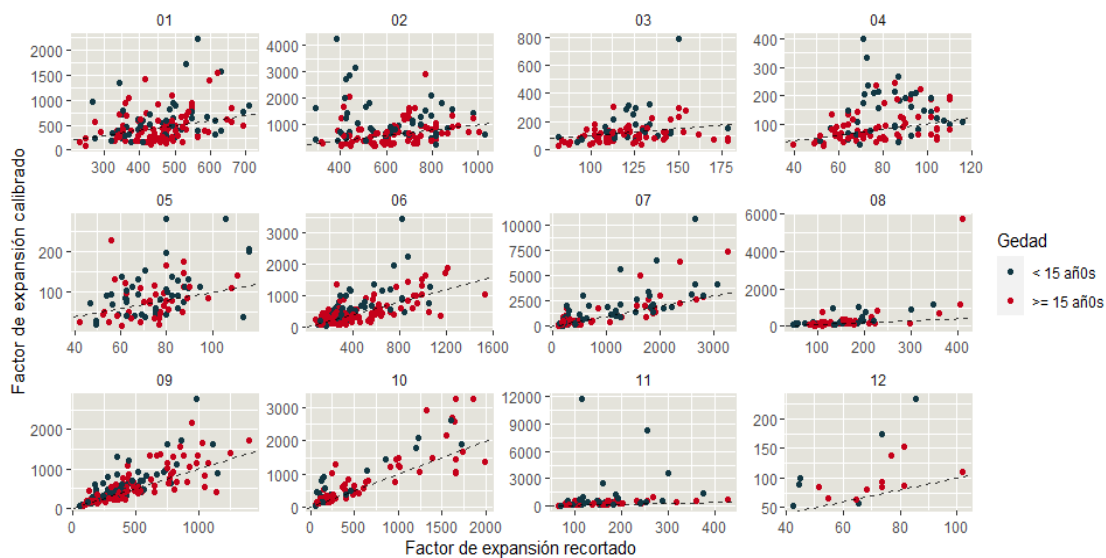 01 02 03 04
2000 1500 1000 500 0
300 400 500 600 700
4000 3000 2000 1000
400 600 800 1000
800 600 400 200 0
100 125 150 175
400 300 200 100
40 60 80 100 120
05 06 07 08
200 100
40 60 80 100
3000 2000 1000 0
400 800 1200 1600
10000 7500 5000 2500 0
0 1000 2000 3000
6000 4000 2000 0
100 200 300 400
09 10 11 12
2000 1000 0
0 500 1000
3000 2000 1000 0
0 500 1000 1500 2000
12000 9000 6000 3000 0
100 200 300 400
200 150 100 50
40 60 80 100
Factor de expansión calibrado
Factor de expansión recortado
Gedad
< 15 añ0s
>= 15 añ0s